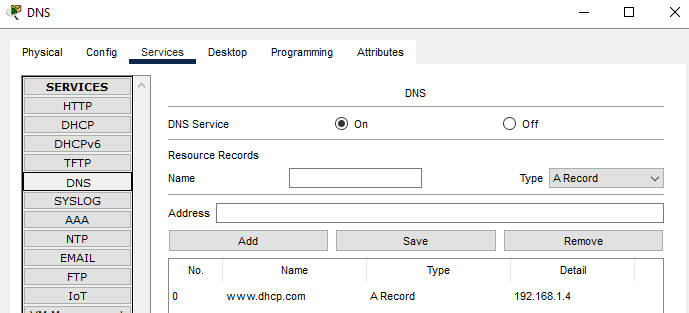 DNS
Physical Config Services Desktop Programming Attributes
SERVICES
HTTP
DHCP
DHCPv6
TFTP
DNS
SYSLOG
AAA
NTP
EMAIL
FTP
IoT
DNS
DNS Service On Off
Resource Records
Name Type A Record
Address
Add Save Remove
No. Name Type Detail
0 www.dhcp.com A Record 192.168.1.4